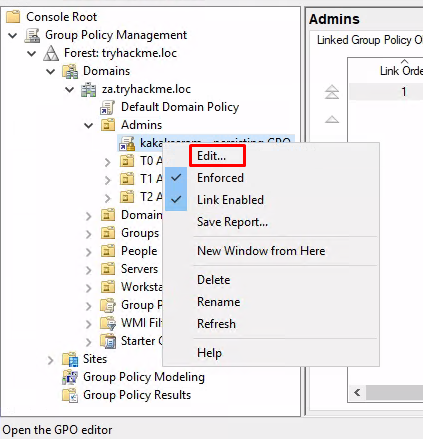 Console Root
Group Policy Management
Forest: tryhackme.loc
Domains
za.tryhackme.loc
Default Domain Policy
Admins
persisting GPO
T0 A
T1 A
T2 A
Domain
Groups
People
Servers
Worksta
Group P
WMI Fil
Starter G
Sites
Group Policy Modeling
Group Policy Results
Edit...
Enforced
Link Enabled
Save Report...
New Window from Here
Delete
Rename
Refresh
Help
Admins
Linked Group Policy O
Link Orde
1
Open the GPO editor